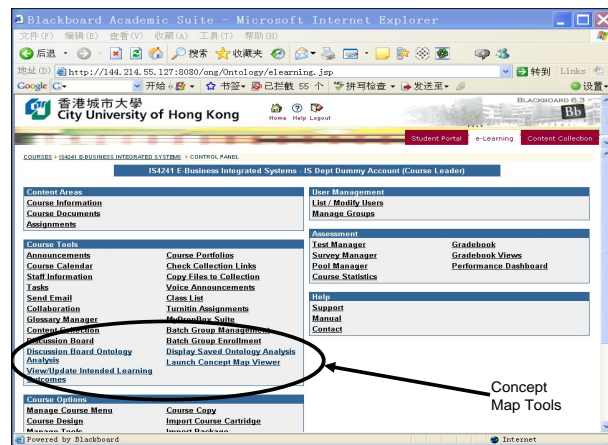 Blackboard Academic Suite - Microsoft Internet Explorer
文件(F) 编辑(E) 查看(V) 收藏(A) 工具(T) 帮助(H)
后退 搜索 收藏夹
地址(D) http://144.214.55.127:8080/ong/Ontology/elearning.jsp 转到 Links
Google 开始 书签 已拦截 55 个 拼写检查 发送至 设置
香港城市大學
City University of Hong Kong
Home Help Logout
BLACKBOARD 6.3
Bb
Student Portal e-Learning Content Collection
COURSES > IS4241 E-BUSINESS INTEGRATED SYSTEMS > CONTROL PANEL
IS4241 E-Business Integrated Systems - IS Dept Dummy Account (Course Leader)
Content Areas
Course Information
Course Documents
Assignments
Course Tools
Announcements Course Portfolios
Course Calendar Check Collection Links
Staff Information Copy Files to Collection
Tasks Voice Announcements
Send Email Class List
Collaboration Turnitin Assignments
Glossary Manager MyDropBox Suite
Content Collection Batch Group Management
Discussion Board Batch Group Enrollment
Discussion Board Ontology Analysis Display Saved Ontology Analysis
View/Update Intended Learning Outcomes Launch Concept Map Viewer
Course Options
Manage Course Menu Course Copy
Course Design Import Course Cartridge
Manage Tools Import Package
User Management
List / Modify Users
Manage Groups
Assessment
Test Manager Gradebook
Survey Manager Gradebook Views
Pool Manager Performance Dashboard
Course Statistics
Help
Support
Manual
Contact
Concept
Map Tools
Powered by Blackboard Internet